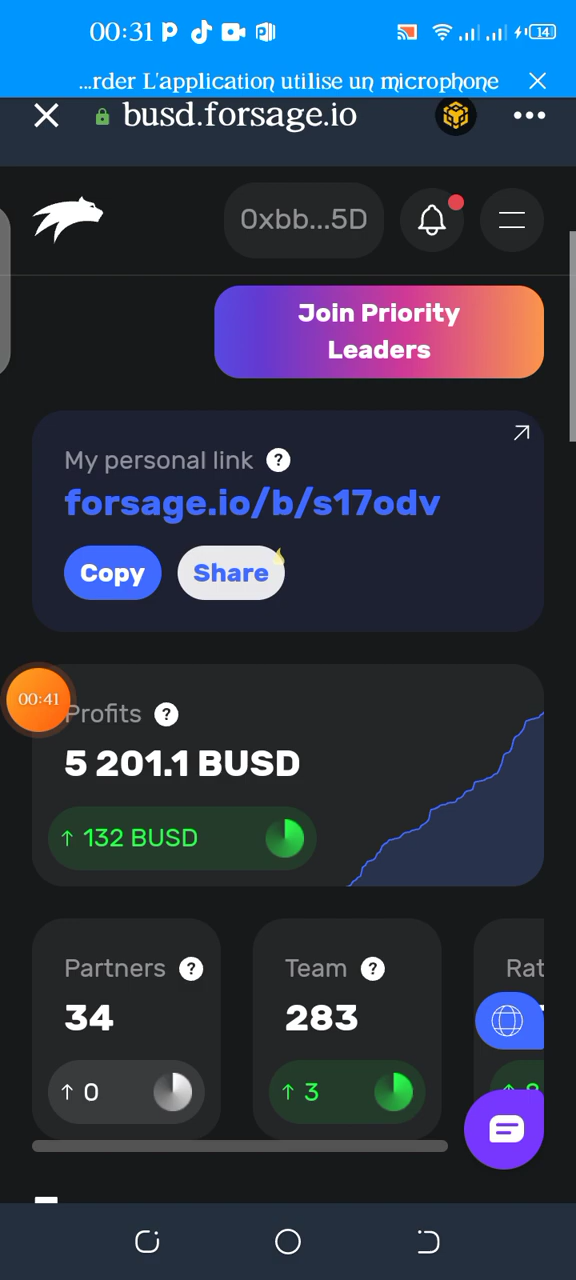 00:31
14
...rder L'application utilise un microphone
busd.forsage.io
0xbb...5D
Join Priority
Leaders
My personal link ?
forsage.io/b/s17odv
Copy Share
00:41
Profits ?
5 201.1 BUSD
↑ 132 BUSD
Partners ?
34
↑ 0
Team ?
283
↑ 3
Rat